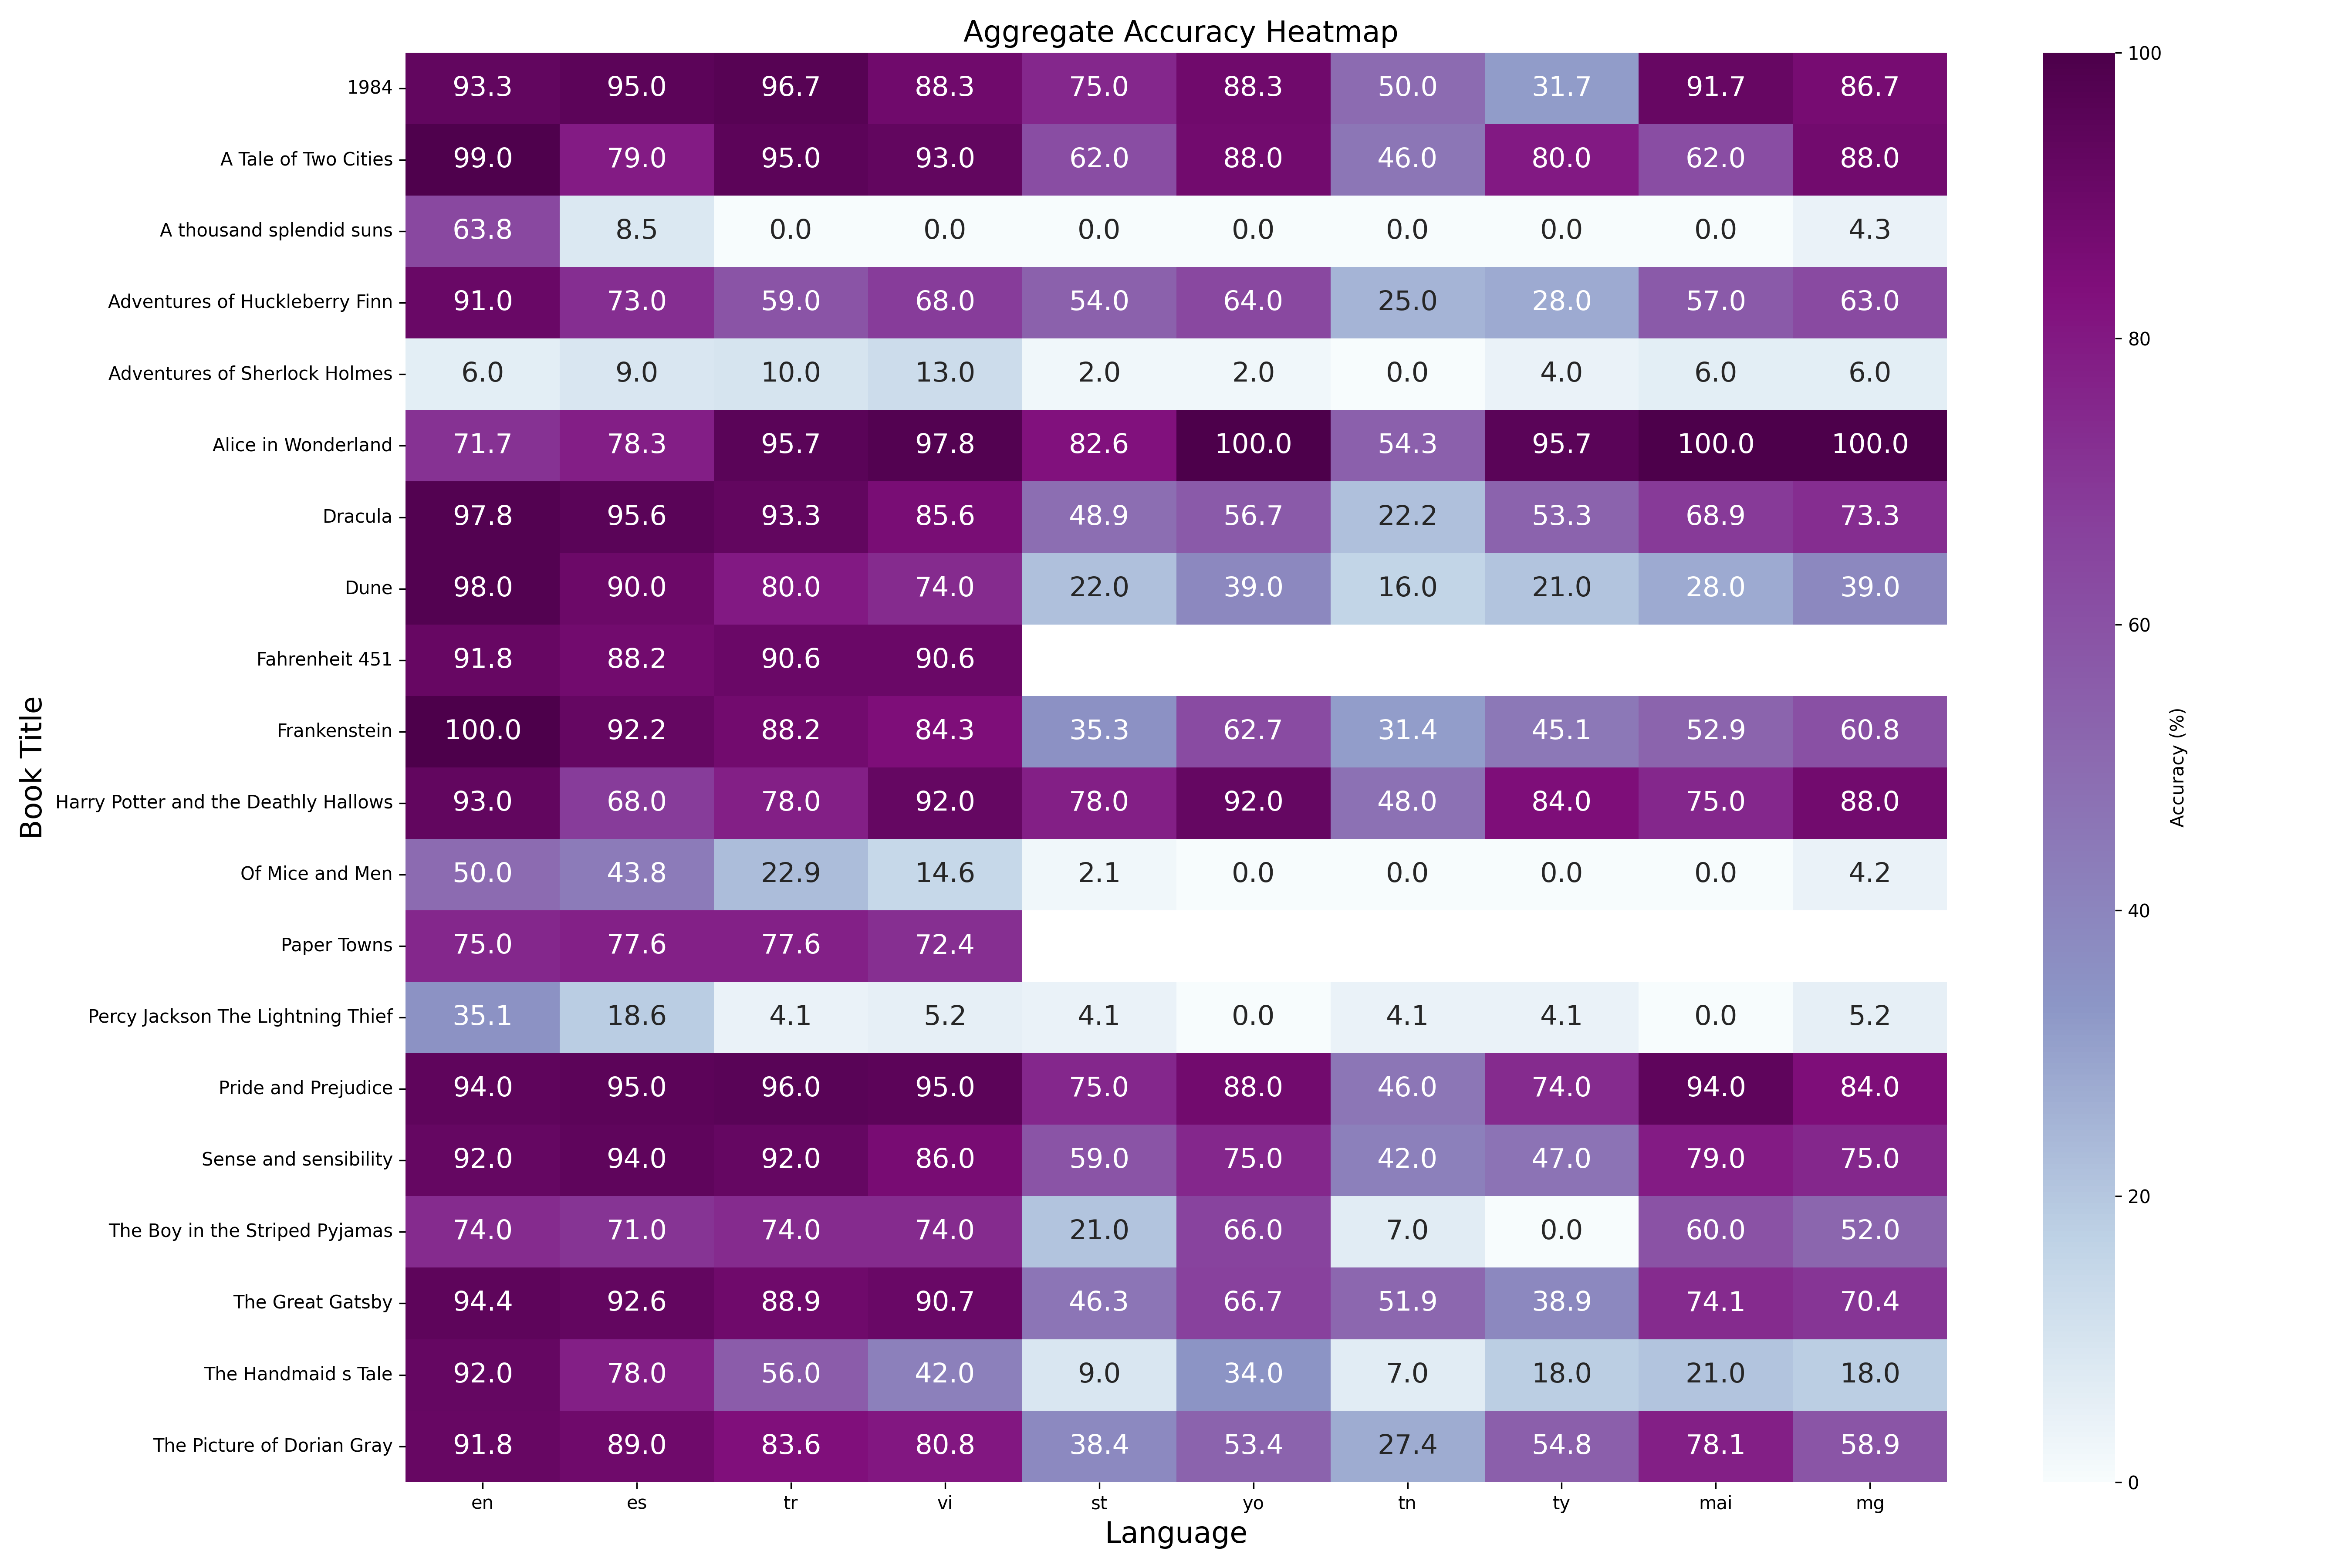 Aggregate Accuracy Heatmap
1984 93.3 95.0 96.7 88.3 75.0 88.3 50.0 31.7 91.7 86.7
A Tale of Two Cities 99.0 79.0 95.0 93.0 62.0 88.0 46.0 80.0 62.0 88.0
A thousand splendid suns 63.8 8.5 0.0 0.0 0.0 0.0 0.0 0.0 0.0 4.3
Adventures of Huckleberry Finn 91.0 73.0 59.0 68.0 54.0 64.0 25.0 28.0 57.0 63.0
Adventures of Sherlock Holmes 6.0 9.0 10.0 13.0 2.0 2.0 0.0 4.0 6.0 6.0
Alice in Wonderland 71.7 78.3 95.7 97.8 82.6 100.0 54.3 95.7 100.0 100.0
Dracula 97.8 95.6 93.3 85.6 48.9 56.7 22.2 53.3 68.9 73.3
Dune 98.0 90.0 80.0 74.0 22.0 39.0 16.0 21.0 28.0 39.0
Fahrenheit 451 91.8 88.2 90.6 90.6
Frankenstein 100.0 92.2 88.2 84.3 35.3 62.7 31.4 45.1 52.9 60.8
Harry Potter and the Deathly Hallows 93.0 68.0 78.0 92.0 78.0 92.0 48.0 84.0 75.0 88.0
Of Mice and Men 50.0 43.8 22.9 14.6 2.1 0.0 0.0 0.0 0.0 4.2
Paper Towns 75.0 77.6 77.6 72.4
Percy Jackson The Lightning Thief 35.1 18.6 4.1 5.2 4.1 0.0 4.1 4.1 0.0 5.2
Pride and Prejudice 94.0 95.0 96.0 95.0 75.0 88.0 46.0 74.0 94.0 84.0
Sense and sensibility 92.0 94.0 92.0 86.0 59.0 75.0 42.0 47.0 79.0 75.0
The Boy in the Striped Pyjamas 74.0 71.0 74.0 74.0 21.0 66.0 7.0 0.0 60.0 52.0
The Great Gatsby 94.4 92.6 88.9 90.7 46.3 66.7 51.9 38.9 74.1 70.4
The Handmaid s Tale 92.0 78.0 56.0 42.0 9.0 34.0 7.0 18.0 21.0 18.0
The Picture of Dorian Gray 91.8 89.0 83.6 80.8 38.4 53.4 27.4 54.8 78.1 58.9
en es tr vi st yo tn ty mai mg
Language
Book Title
100
80
60
40
20
0
Accuracy (%)